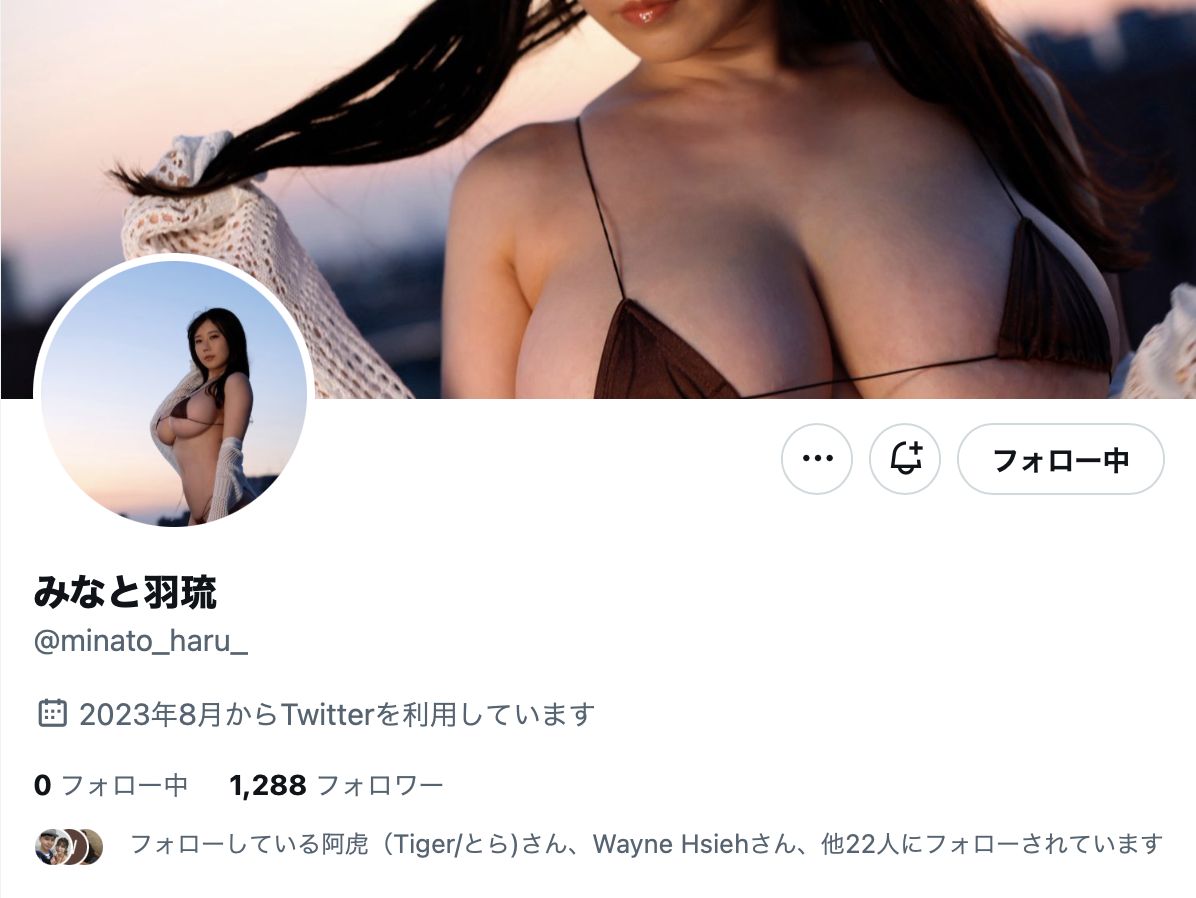 フォロー中
みなと羽琉
@minato_haru_
2023年8月からTwitterを利用しています
0 フォロー中 1,288 フォロワー
フォローしている阿虎（Tiger/とら)さん、Wayne Hsiehさん、他22人にフォローされています